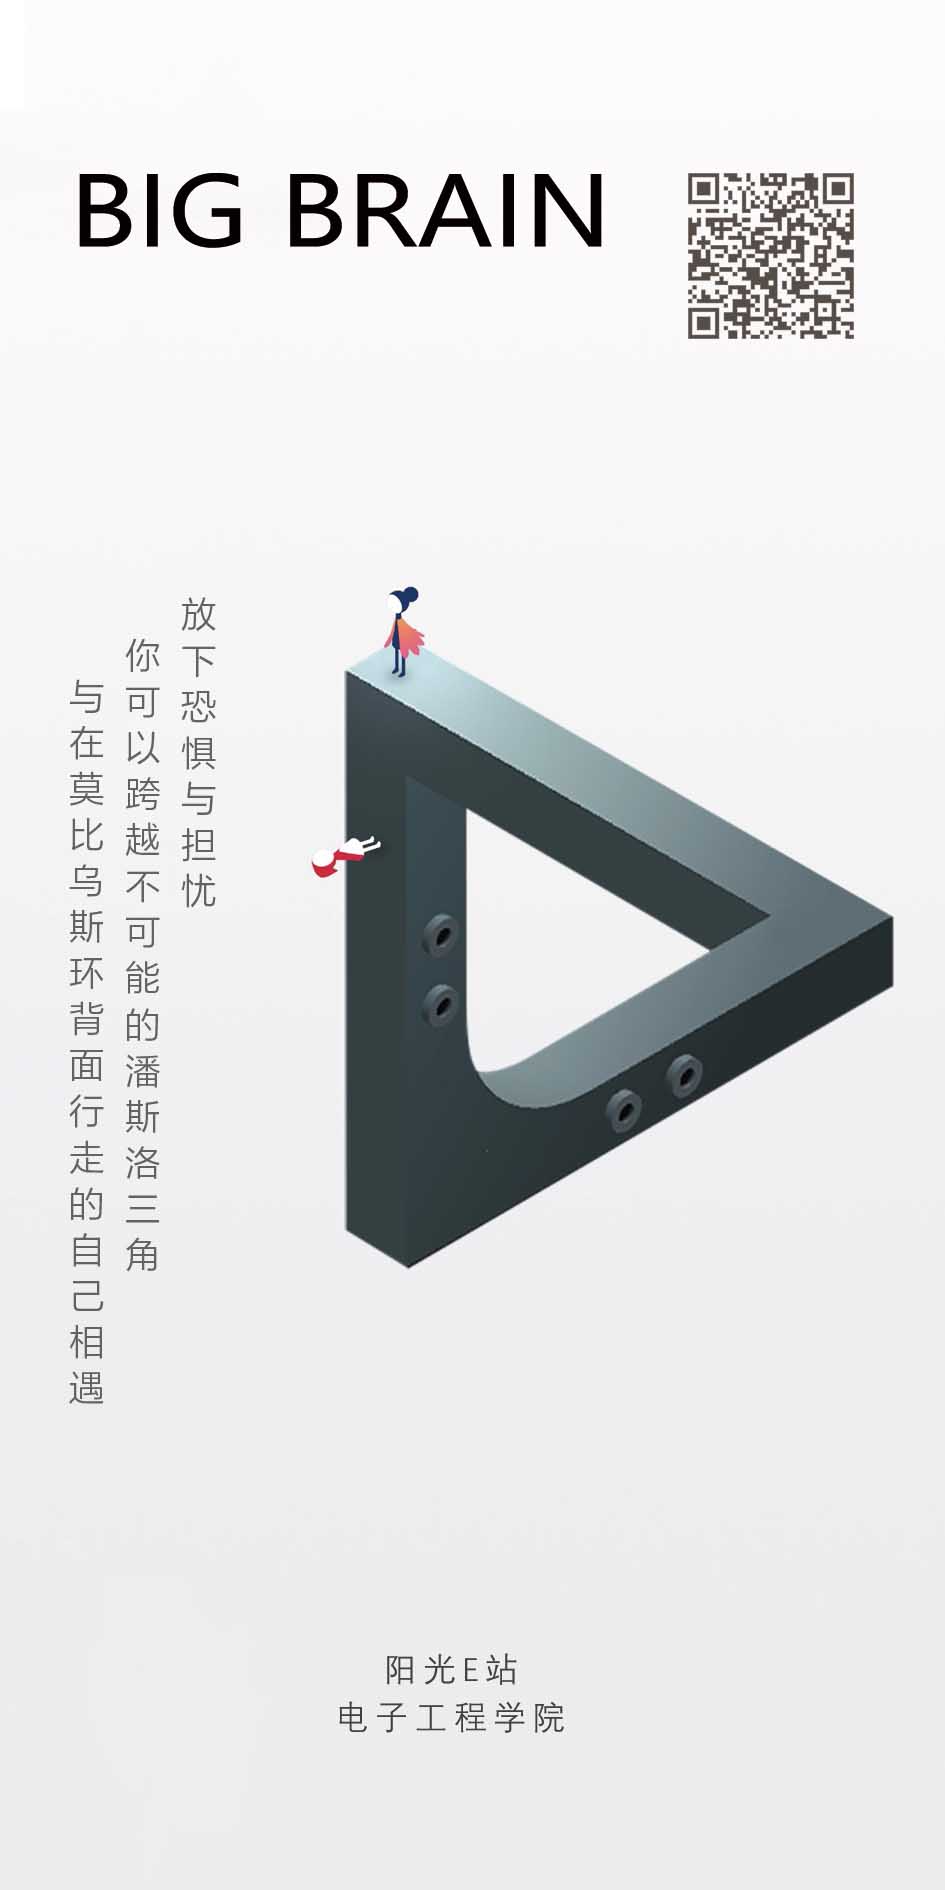 BIG BRAIN
放下恐惧与担忧
你可以跨越不可能的潘斯洛三角
与在莫比乌斯环背面行走的自己相遇
阳光E站
电子工程学院